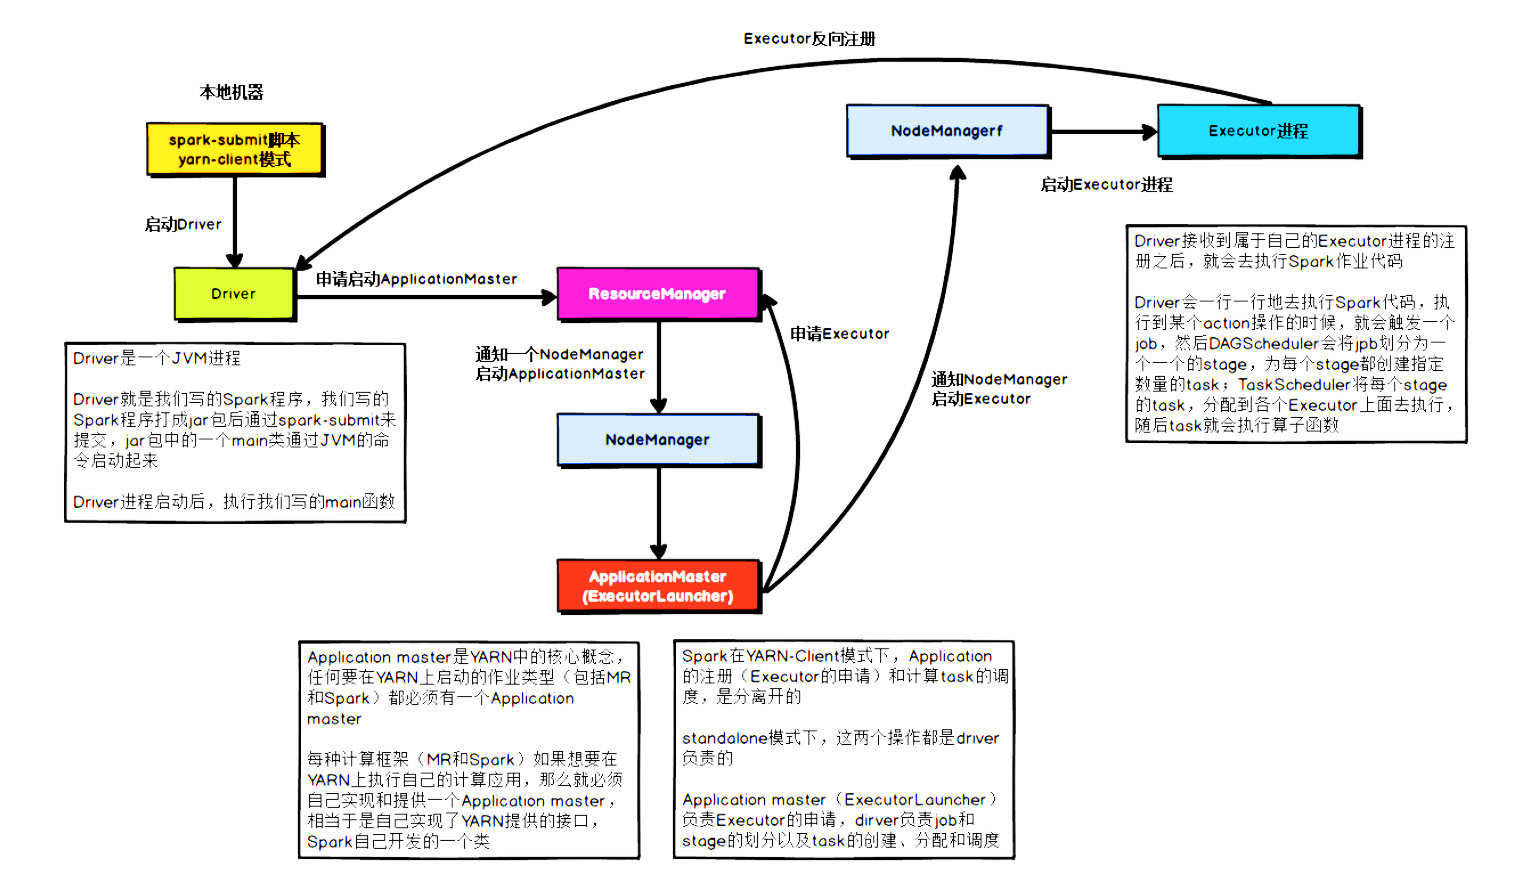 Executor反向注册
本地机器
spark-submit脚本
yarn-client模式
启动Driver
Driver
申请启动ApplicationMaster
ResourceManager
通知一个NodeManager
启动ApplicationMaster
申请Executor
NodeManager
ApplicationMaster
(ExecutorLauncher)
通知NodeManager
启动Executor
NodeManagerf
启动Executor进程
Executor进程
Driver是一个JVM进程
Driver就是我们写的Spark程序，我们写的
Spark程序打成jar包后通过spark-submit来
提交，jar包中的一个main类通过JVM的命
令启动起来
Driver进程启动后，执行我们写的main函数
Driver接收到属于自己的Executor进程的注
册之后，就会去执行Spark作业代码
Driver会一行一行地去执行Spark代码，执
行到某个action操作的时候，就会触发一个
job，然后DAGScheduler会将jpb划分为一
个一个的stage，为每个stage都创建指定
数量的task；TaskScheduler将每个stage
的task，分配到各个Executor上面去执行，
随后task就会执行算子函数
Application master是YARN中的核心概念，
任何要在YARN上启动的作业类型（包括MR
和Spark）都必须有一个Application
master
每种计算框架（MR和Spark）如果想要在
YARN上执行自己的计算应用，那么就必须
自己实现和提供一个Application master，
相当于是自己实现了YARN提供的接口，
Spark自己开发的一个类
Spark在YARN-Client模式下，Application
的注册（Executor的申请）和计算task的调
度，是分离开的
standalone模式下，这两个操作都是driver
负责的
Application master（ExecutorLauncher）
负责Executor的申请，dirver负责job和
stage的划分以及task的创建、分配和调度